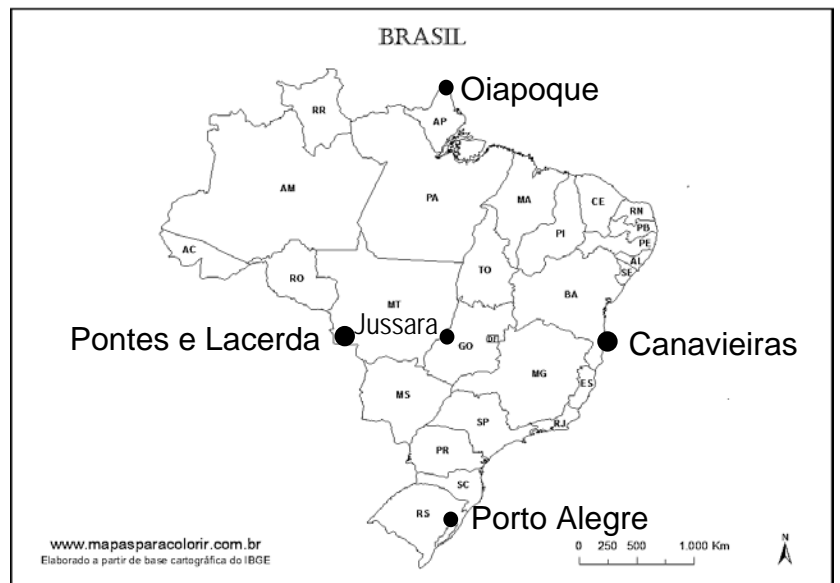 BRASIL
Oiapoque
RR
AP
AM
PA
MA
CE
RN
PB
PE
AL
SE
PI
AC
RO
TO
BA
MT
Pontes e Lacerda
Jussara
GO
DF
Canavieiras
MG
ES
MS
SP
RJ
PR
SC
RS
Porto Alegre
www.mapasparacolorir.com.br
Elaborado a partir de base cartográfica do IBGE
0 250 500 1.000 Km
N